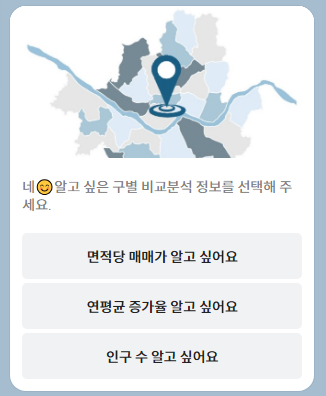 네😊알고 싶은 구별 비교분석 정보를 선택해 주
세요.
면적당 매매가 알고 싶어요
연평균 증가율 알고 싶어요
인구 수 알고 싶어요